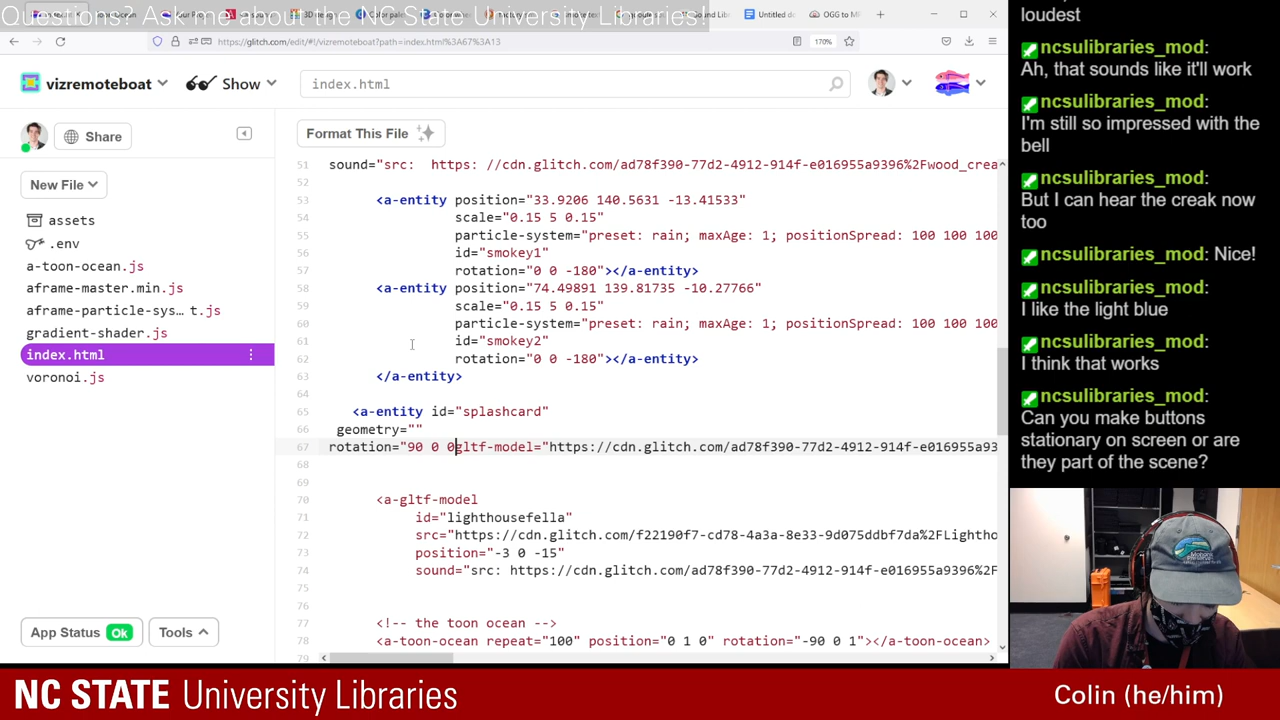 Questions? Ask me about the NC State University Libraries!
Untitled do
OGG to M
https://glitch.com/edit/#!/vizremoteboat?path=index.html%3A67%3A13
170%
vizremoteboat
Show
index.html
Share
Format This File
New File
assets
.env
a-toon-ocean.js
aframe-master.min.js
aframe-particle-sys… t.js
gradient-shader.js
index.html
voronoi.js
App Status Ok
Tools
51 sound="src:  https: //cdn.glitch.com/ad78f390-77d2-4912-914f-e016955a9396%2Fwood_crea
52
53 <a-entity position="33.9206 140.5631 -13.41533"
54 scale="0.15 5 0.15"
55 particle-system="preset: rain; maxAge: 1; positionSpread: 100 100 100
56 id="smokey1"
57 rotation="0 0 -180"></a-entity>
58 <a-entity position="74.49891 139.81735 -10.27766"
59 scale="0.15 5 0.15"
60 particle-system="preset: rain; maxAge: 1; positionSpread: 100 100 100
61 id="smokey2"
62 rotation="0 0 -180"></a-entity>
63 </a-entity>
64
65 <a-entity id="splashcard"
66 geometry=""
67 rotation="90 0 0gltf-model="https://cdn.glitch.com/ad78f390-77d2-4912-914f-e016955a93
68
69
70 <a-gltf-model
71 id="lighthousefella"
72 src="https://cdn.glitch.com/f22190f7-cd78-4a3a-8e33-9d075ddbf7da%2FLightho
73 position="-3 0 -15"
74 sound="src: https://cdn.glitch.com/ad78f390-77d2-4912-914f-e016955a9396%2F
75
76
77 <!-- the toon ocean -->
78 <a-toon-ocean repeat="100" position="0 1 0" rotation="-90 0 1"></a-toon-ocean>
79
loudest
ncsulibraries_mod:
Ah, that sounds like it'll work
ncsulibraries_mod:
I'm still so impressed with the
bell
ncsulibraries_mod:
But I can hear the creak now
too
ncsulibraries_mod: Nice!
ncsulibraries_mod:
I like the light blue
ncsulibraries_mod:
I think that works
ncsulibraries_mod:
Can you make buttons
stationary on screen or are
they part of the scene?
NC STATE University Libraries
Colin (he/him)